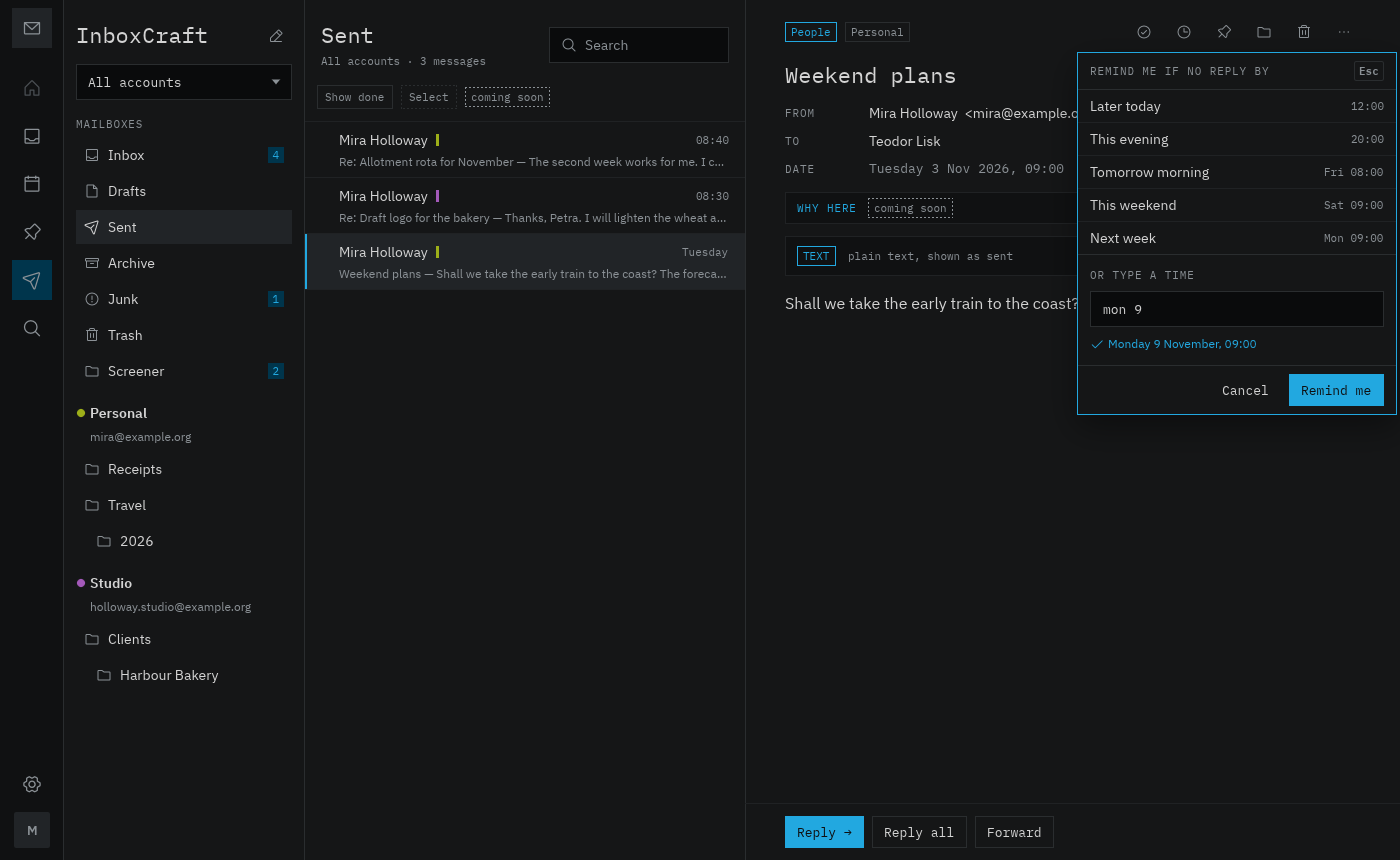 InboxCraft
All accounts
MAILBOXES
Inbox 4
Drafts
Sent
Archive
Junk 1
Trash
Screener 2
Personal
mira@example.org
Receipts
Travel
2026
Studio
holloway.studio@example.org
Clients
Harbour Bakery
M
Sent
All accounts · 3 messages
Search
Show done Select coming soon
Mira Holloway 08:40
Re: Allotment rota for November — The second week works for me. I c…
Mira Holloway 08:30
Re: Draft logo for the bakery — Thanks, Petra. I will lighten the wheat a…
Mira Holloway Tuesday
Weekend plans — Shall we take the early train to the coast? The foreca…
People Personal
Weekend plans
FROM Mira Holloway <mira@example.o
TO Teodor Lisk
DATE Tuesday 3 Nov 2026, 09:00
WHY HERE coming soon
TEXT plain text, shown as sent
Shall we take the early train to the coast?
REMIND ME IF NO REPLY BY Esc
Later today 12:00
This evening 20:00
Tomorrow morning Fri 08:00
This weekend Sat 09:00
Next week Mon 09:00
OR TYPE A TIME
mon 9
Monday 9 November, 09:00
Cancel Remind me
Reply → Reply all Forward